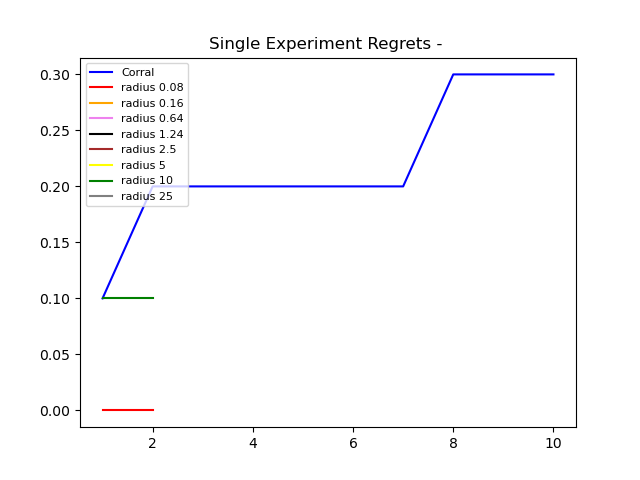 Single Experiment Regrets -
0.30
0.25
0.20
0.15
0.10
0.05
0.00
Corral
radius 0.08
radius 0.16
radius 0.64
radius 1.24
radius 2.5
radius 5
radius 10
radius 25
2
4
6
8
10